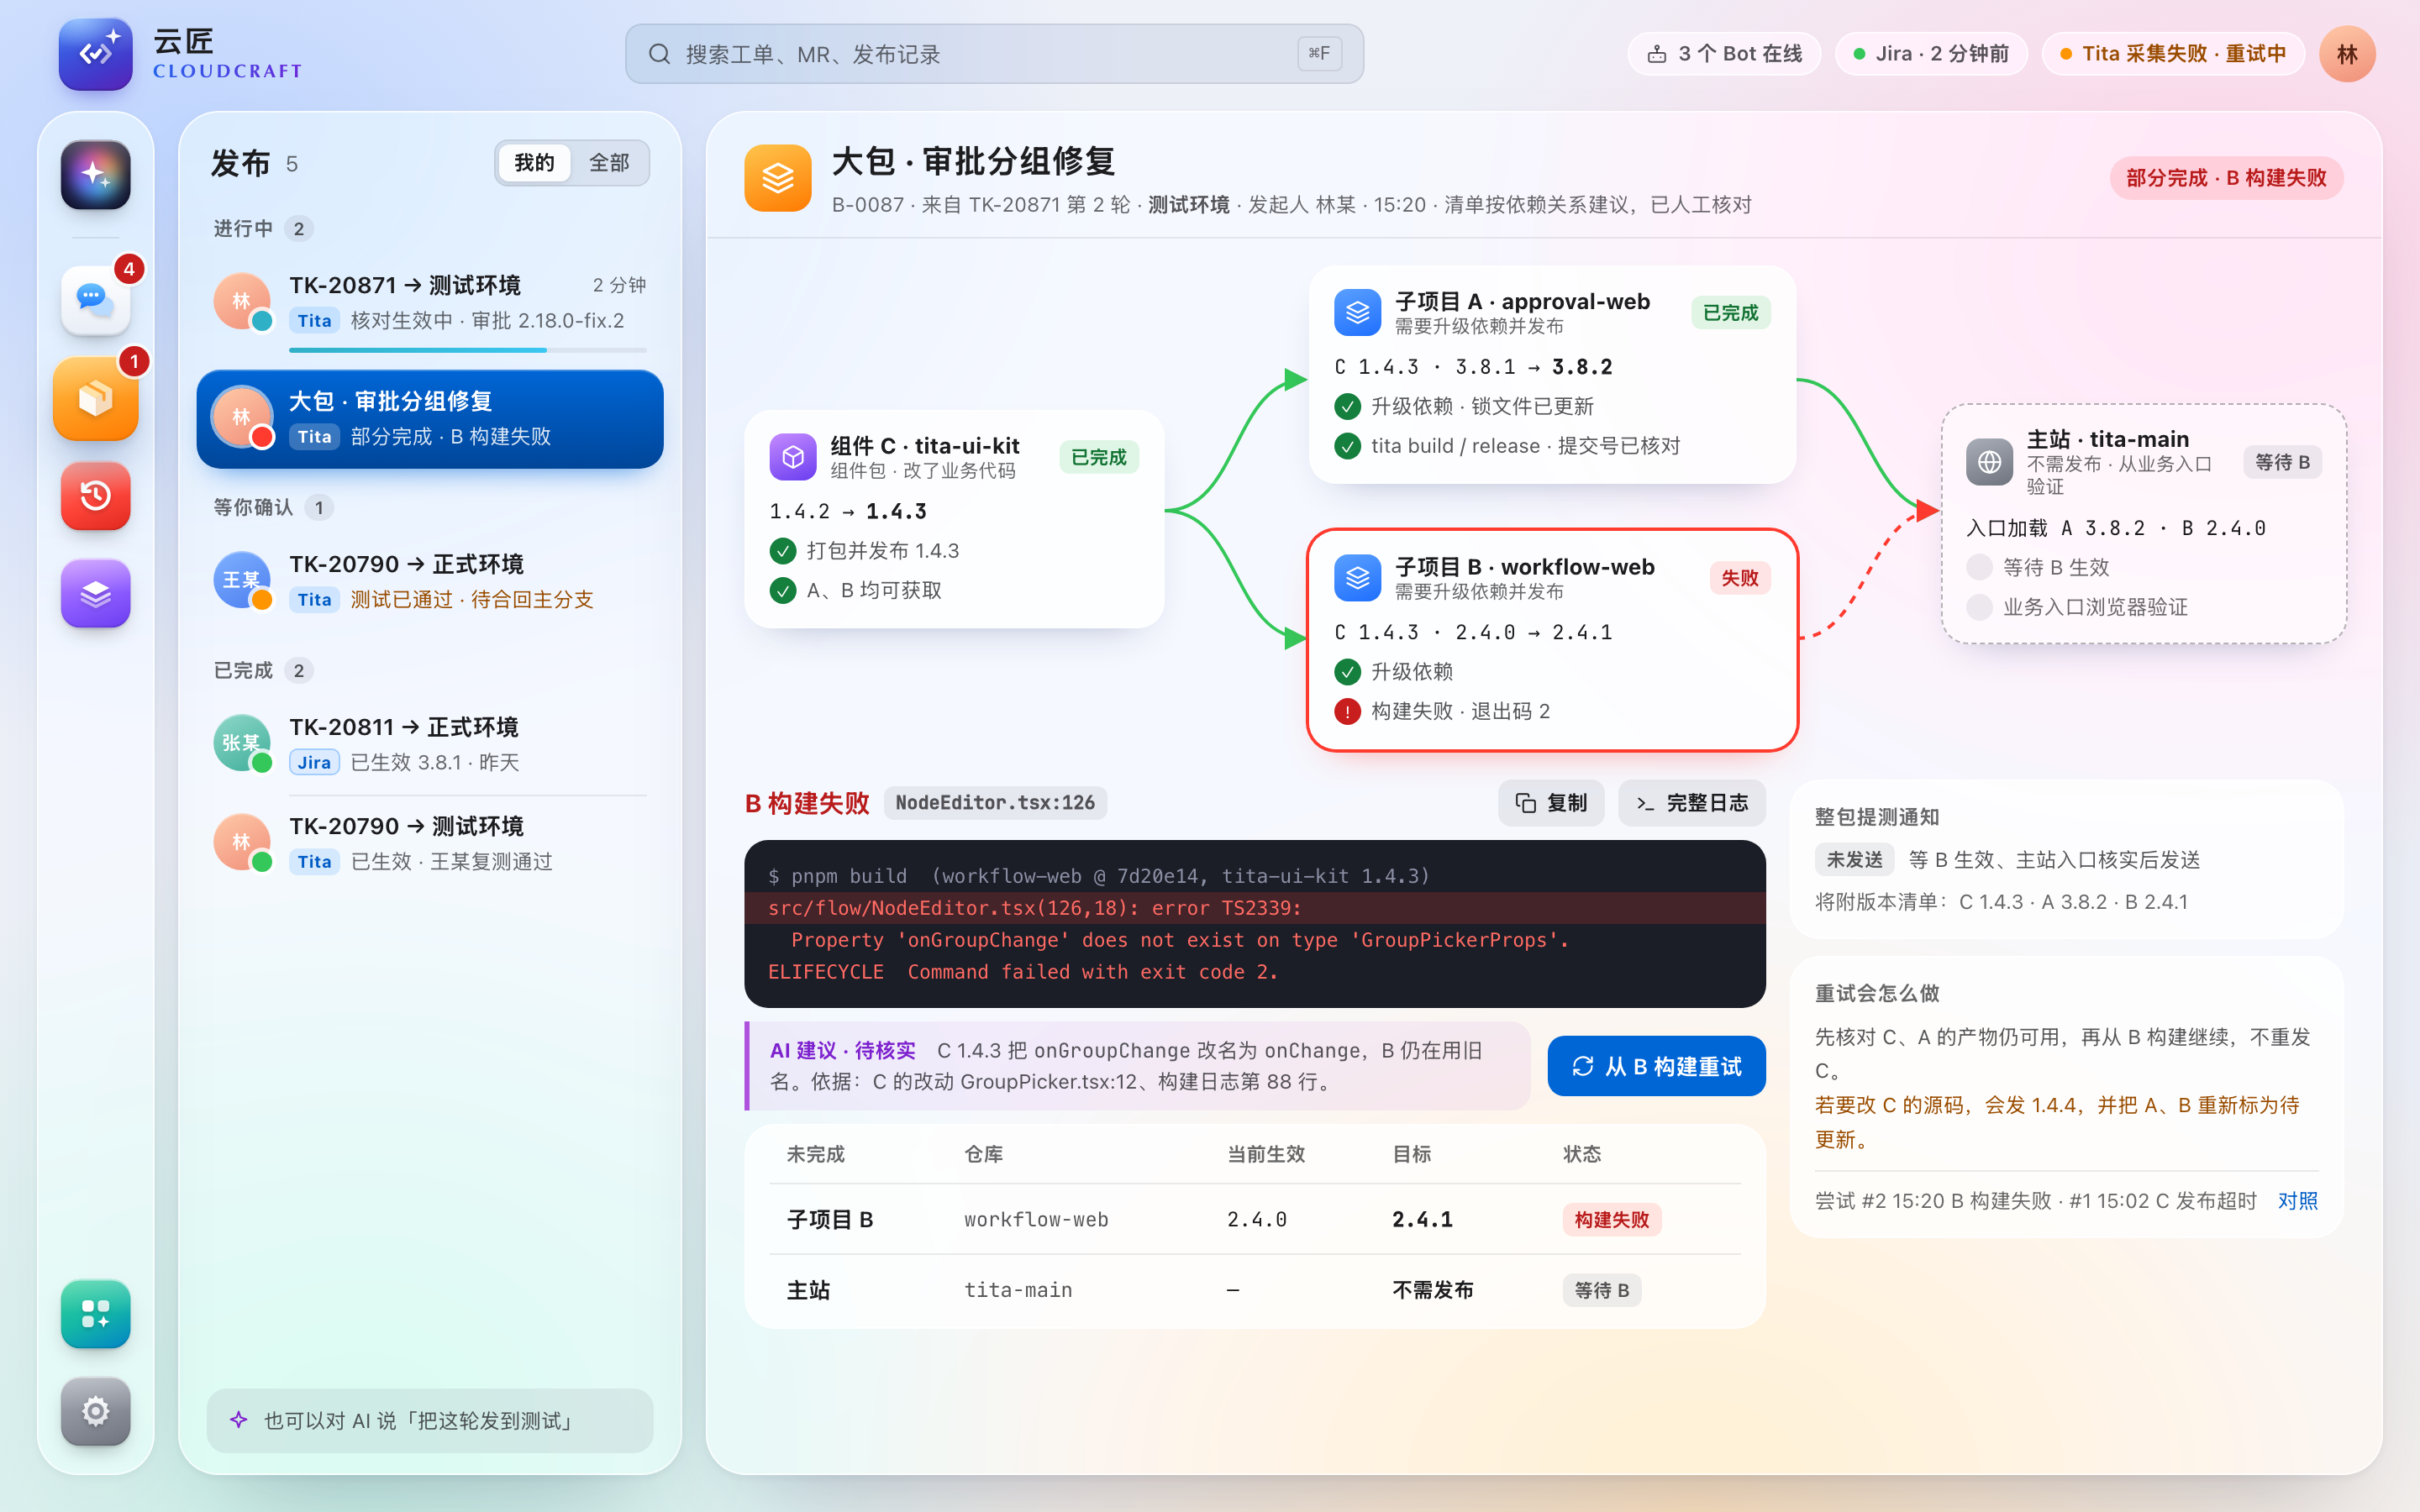 云匠
CLOUDCRAFT
搜索工单、MR、发布记录
⌘F
3 个 Bot 在线
Jira · 2 分钟前
Tita 采集失败 · 重试中
林
4
1
发布 5
我的
全部
进行中 2
林
TK-20871 → 测试环境
2 分钟
Tita 核对生效中 · 审批 2.18.0-fix.2
林
大包 · 审批分组修复
Tita 部分完成 · B 构建失败
等你确认 1
王某
TK-20790 → 正式环境
Tita 测试已通过 · 待合回主分支
已完成 2
张某
TK-20811 → 正式环境
Jira 已生效 3.8.1 · 昨天
林
TK-20790 → 测试环境
Tita 已生效 · 王某复测通过
也可以对 AI 说「把这轮发到测试」
大包 · 审批分组修复
B-0087 · 来自 TK-20871 第 2 轮 · 测试环境 · 发起人 林某 · 15:20 · 清单按依赖关系建议，已人工核对
部分完成 · B 构建失败
组件 C · tita-ui-kit
组件包 · 改了业务代码
已完成
1.4.2 → 1.4.3
打包并发布 1.4.3
A、B 均可获取
子项目 A · approval-web
需要升级依赖并发布
已完成
C 1.4.3 · 3.8.1 → 3.8.2
升级依赖 · 锁文件已更新
tita build / release · 提交号已核对
子项目 B · workflow-web
需要升级依赖并发布
失败
C 1.4.3 · 2.4.0 → 2.4.1
升级依赖
! 构建失败 · 退出码 2
主站 · tita-main
不需发布 · 从业务入口
验证
等待 B
入口加载 A 3.8.2 · B 2.4.0
等待 B 生效
业务入口浏览器验证
B 构建失败
NodeEditor.tsx:126
复制
完整日志
$ pnpm build  (workflow-web @ 7d20e14, tita-ui-kit 1.4.3)
src/flow/NodeEditor.tsx(126,18): error TS2339:
  Property 'onGroupChange' does not exist on type 'GroupPickerProps'.
ELIFECYCLE  Command failed with exit code 2.
AI 建议 · 待核实 C 1.4.3 把 onGroupChange 改名为 onChange，B 仍在用旧
名。依据：C 的改动 GroupPicker.tsx:12、构建日志第 88 行。
从 B 构建重试
未完成 仓库 当前生效 目标 状态
子项目 B workflow-web 2.4.0 2.4.1 构建失败
主站 tita-main – 不需发布 等待 B
整包提测通知
未发送 等 B 生效、主站入口核实后发送
将附版本清单：C 1.4.3 · A 3.8.2 · B 2.4.1
重试会怎么做
先核对 C、A 的产物仍可用，再从 B 构建继续，不重发
C。
若要改 C 的源码，会发 1.4.4，并把 A、B 重新标为待
更新。
尝试 #2 15:20 B 构建失败 · #1 15:02 C 发布超时 对照